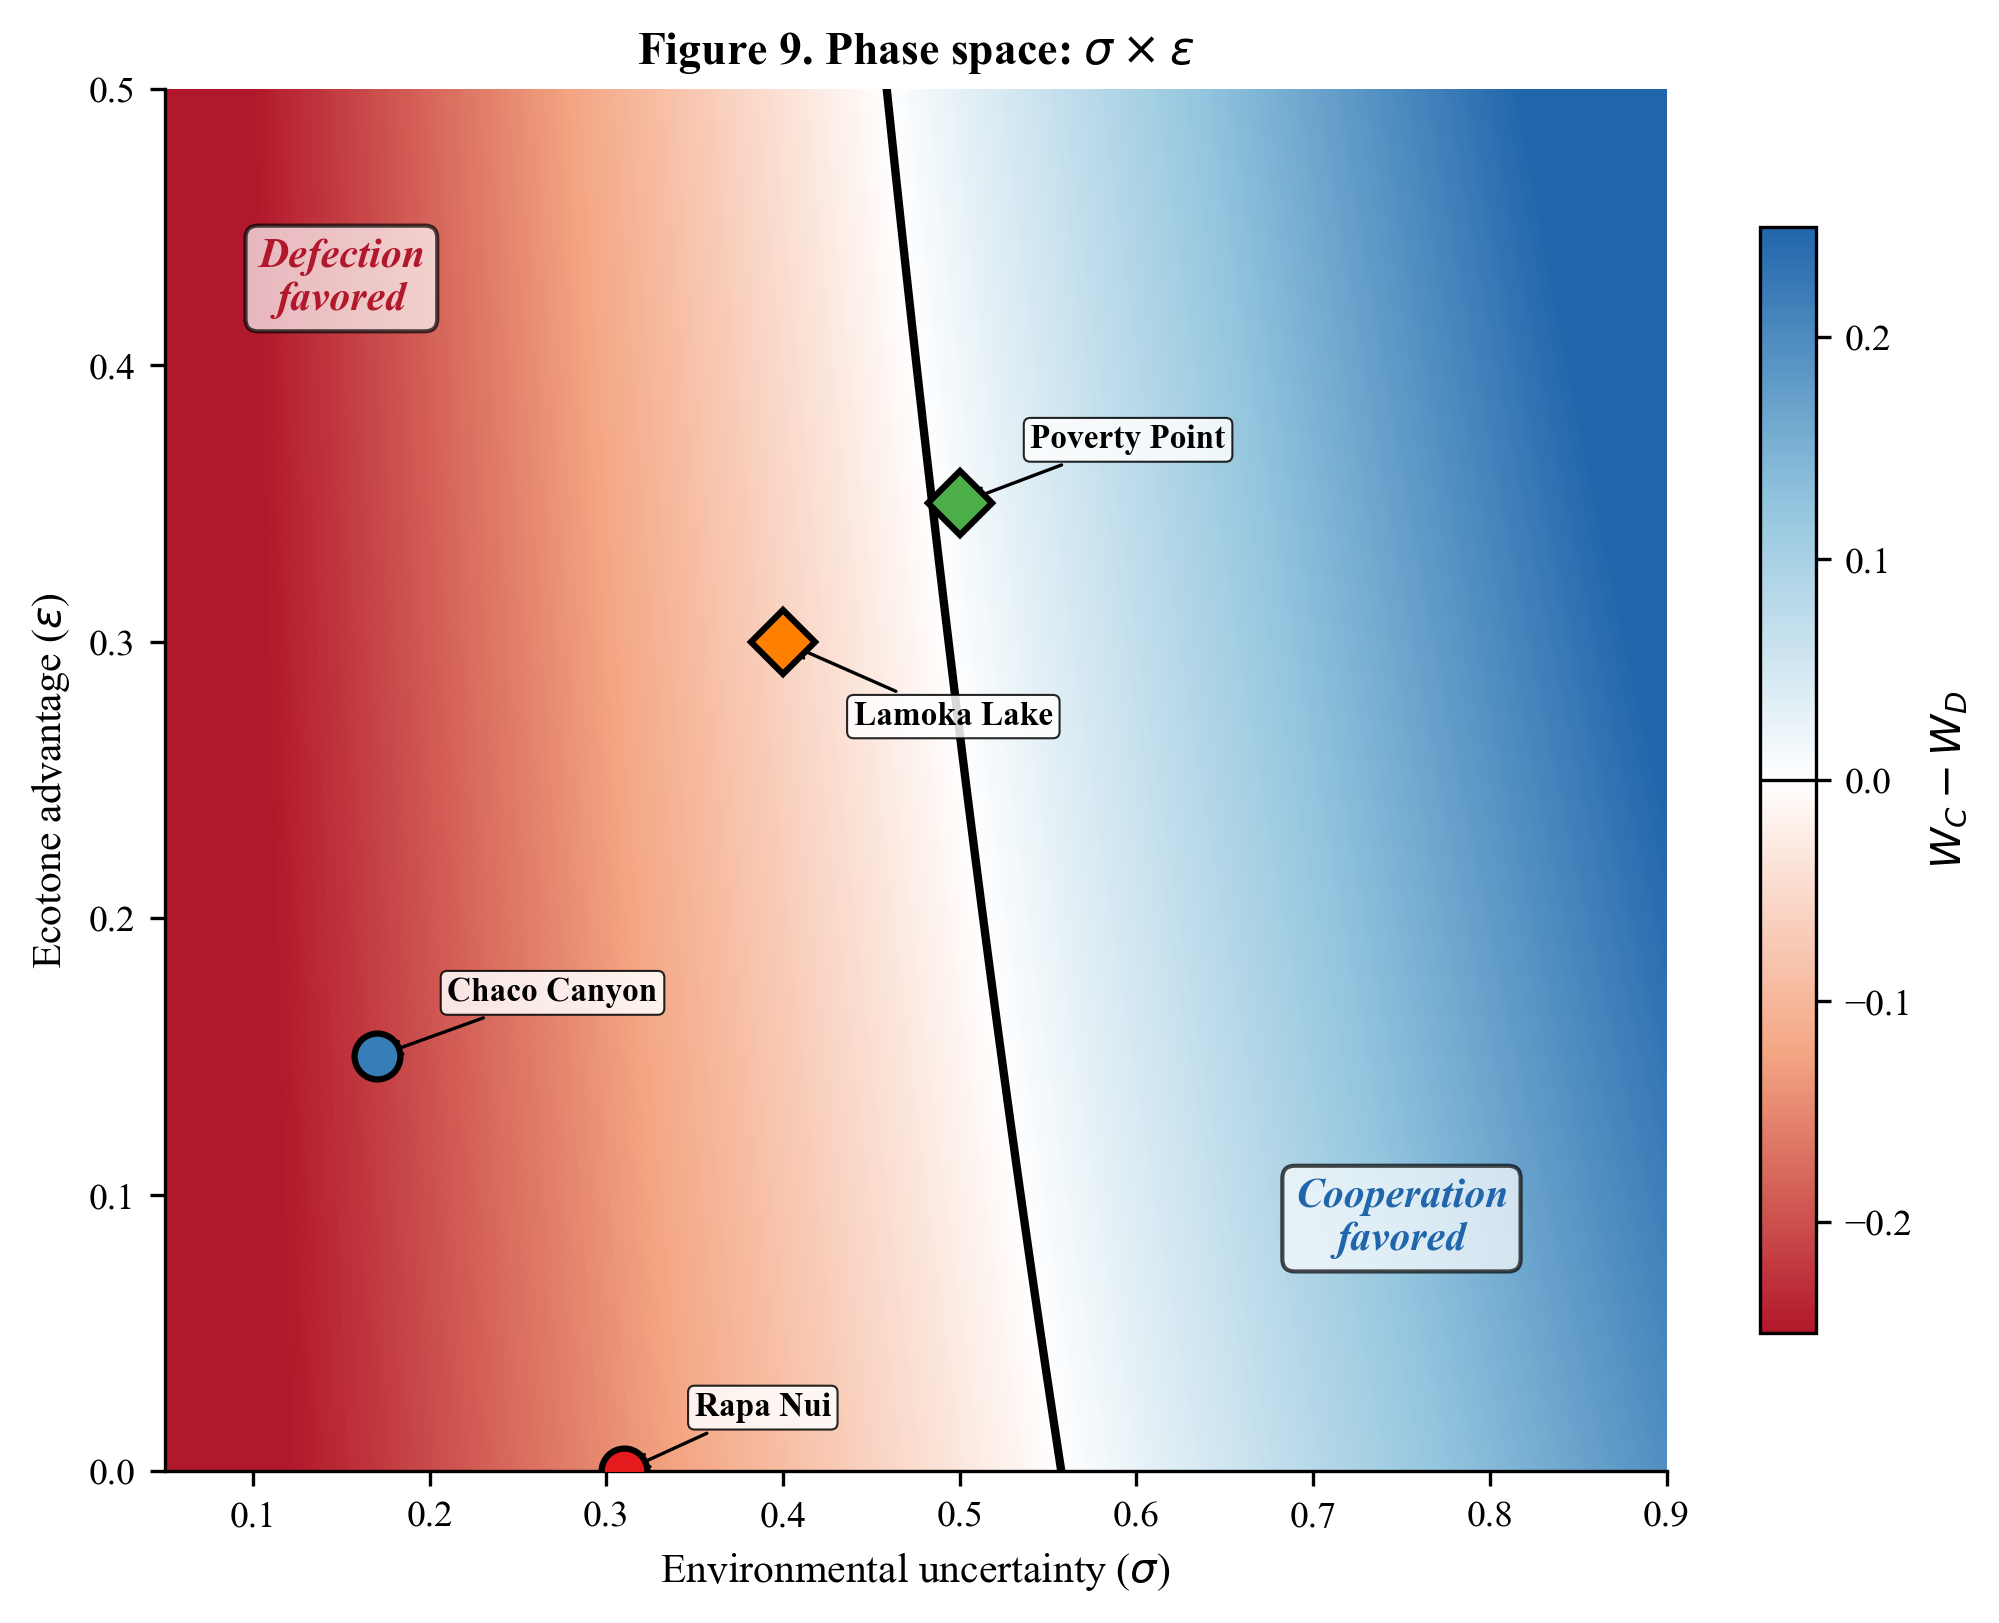 Figure 9. Phase space: σ × ε
0.5
0.4
0.3
0.2
0.1
0.0
Ecotone advantage (ε)
Defection
favored
Poverty Point
Lamoka Lake
Chaco Canyon
Cooperation
favored
Rapa Nui
0.1
0.2
0.3
0.4
0.5
0.6
0.7
0.8
0.9
Environmental uncertainty (σ)
0.2
0.1
0.0
−0.1
−0.2
W_C − W_D